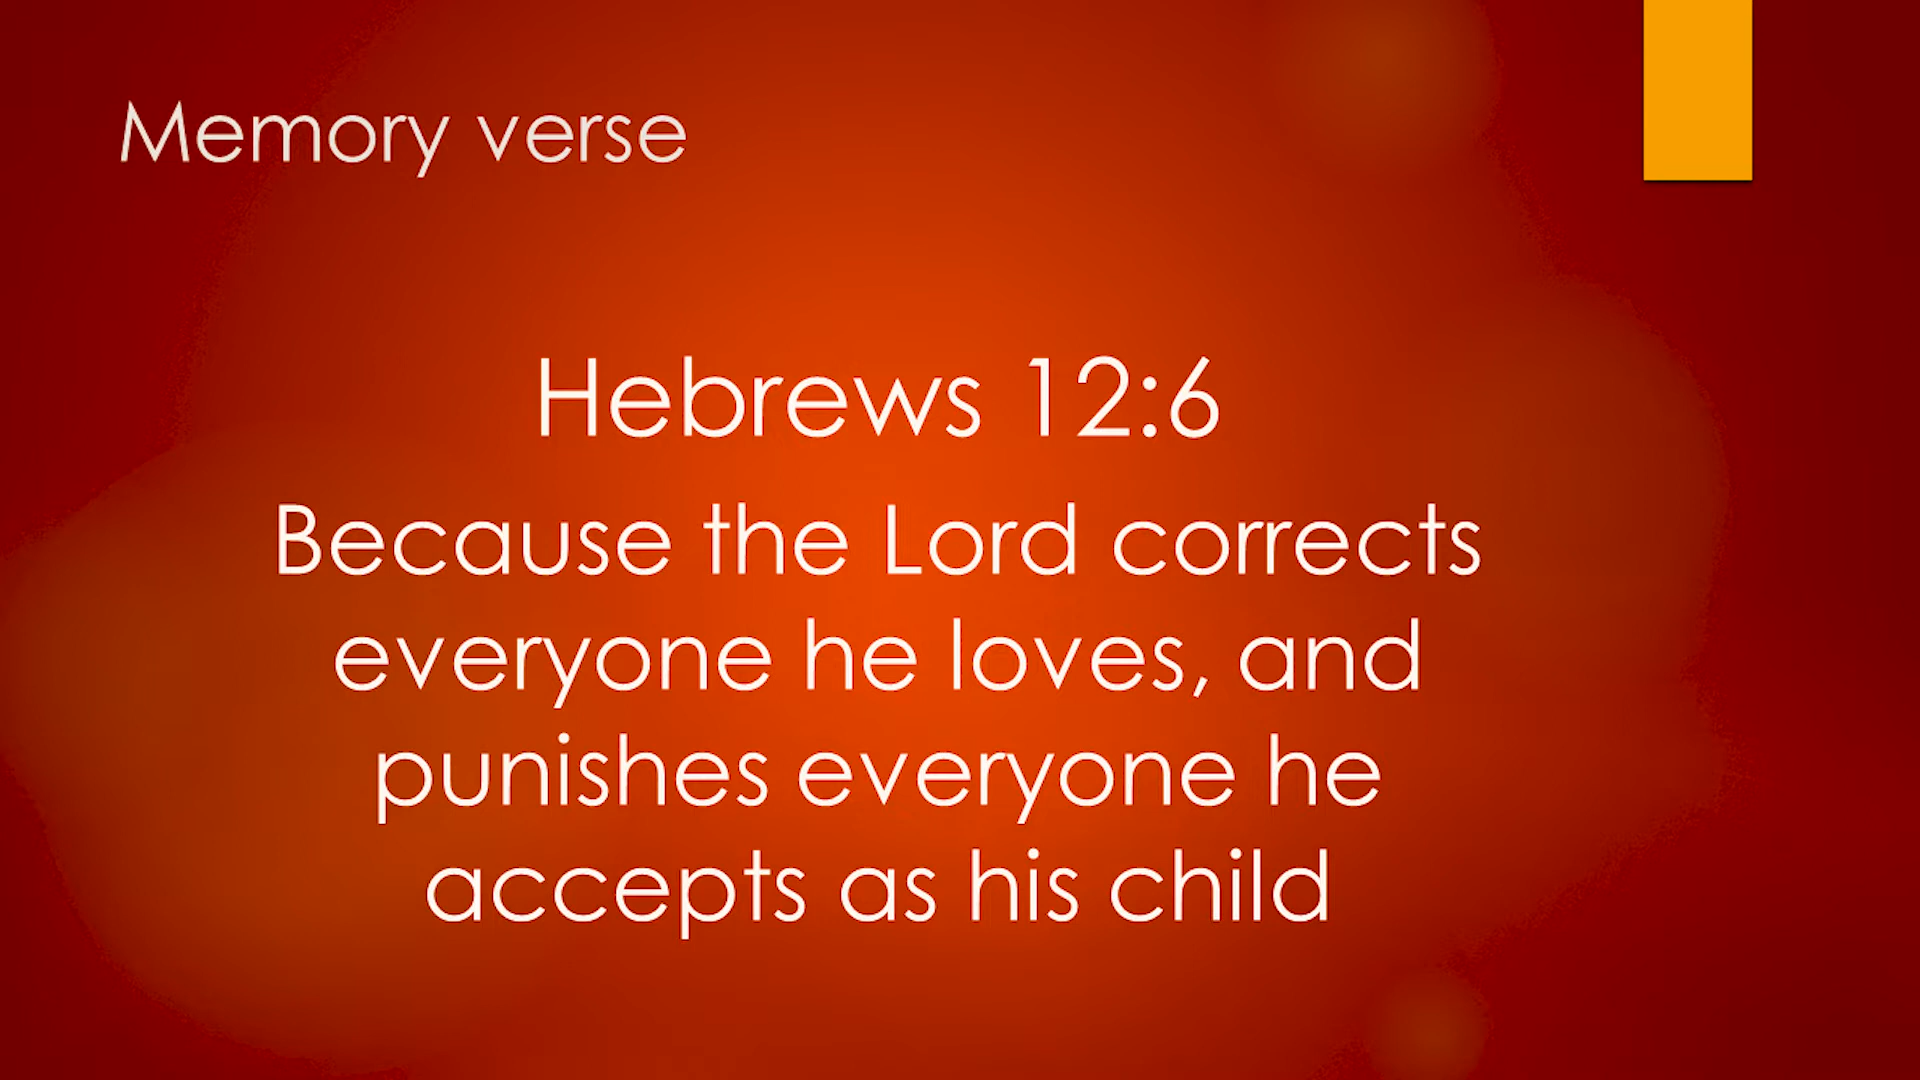 Memory verse
Hebrews 12:6
Because the Lord corrects
everyone he loves, and
punishes everyone he
accepts as his child